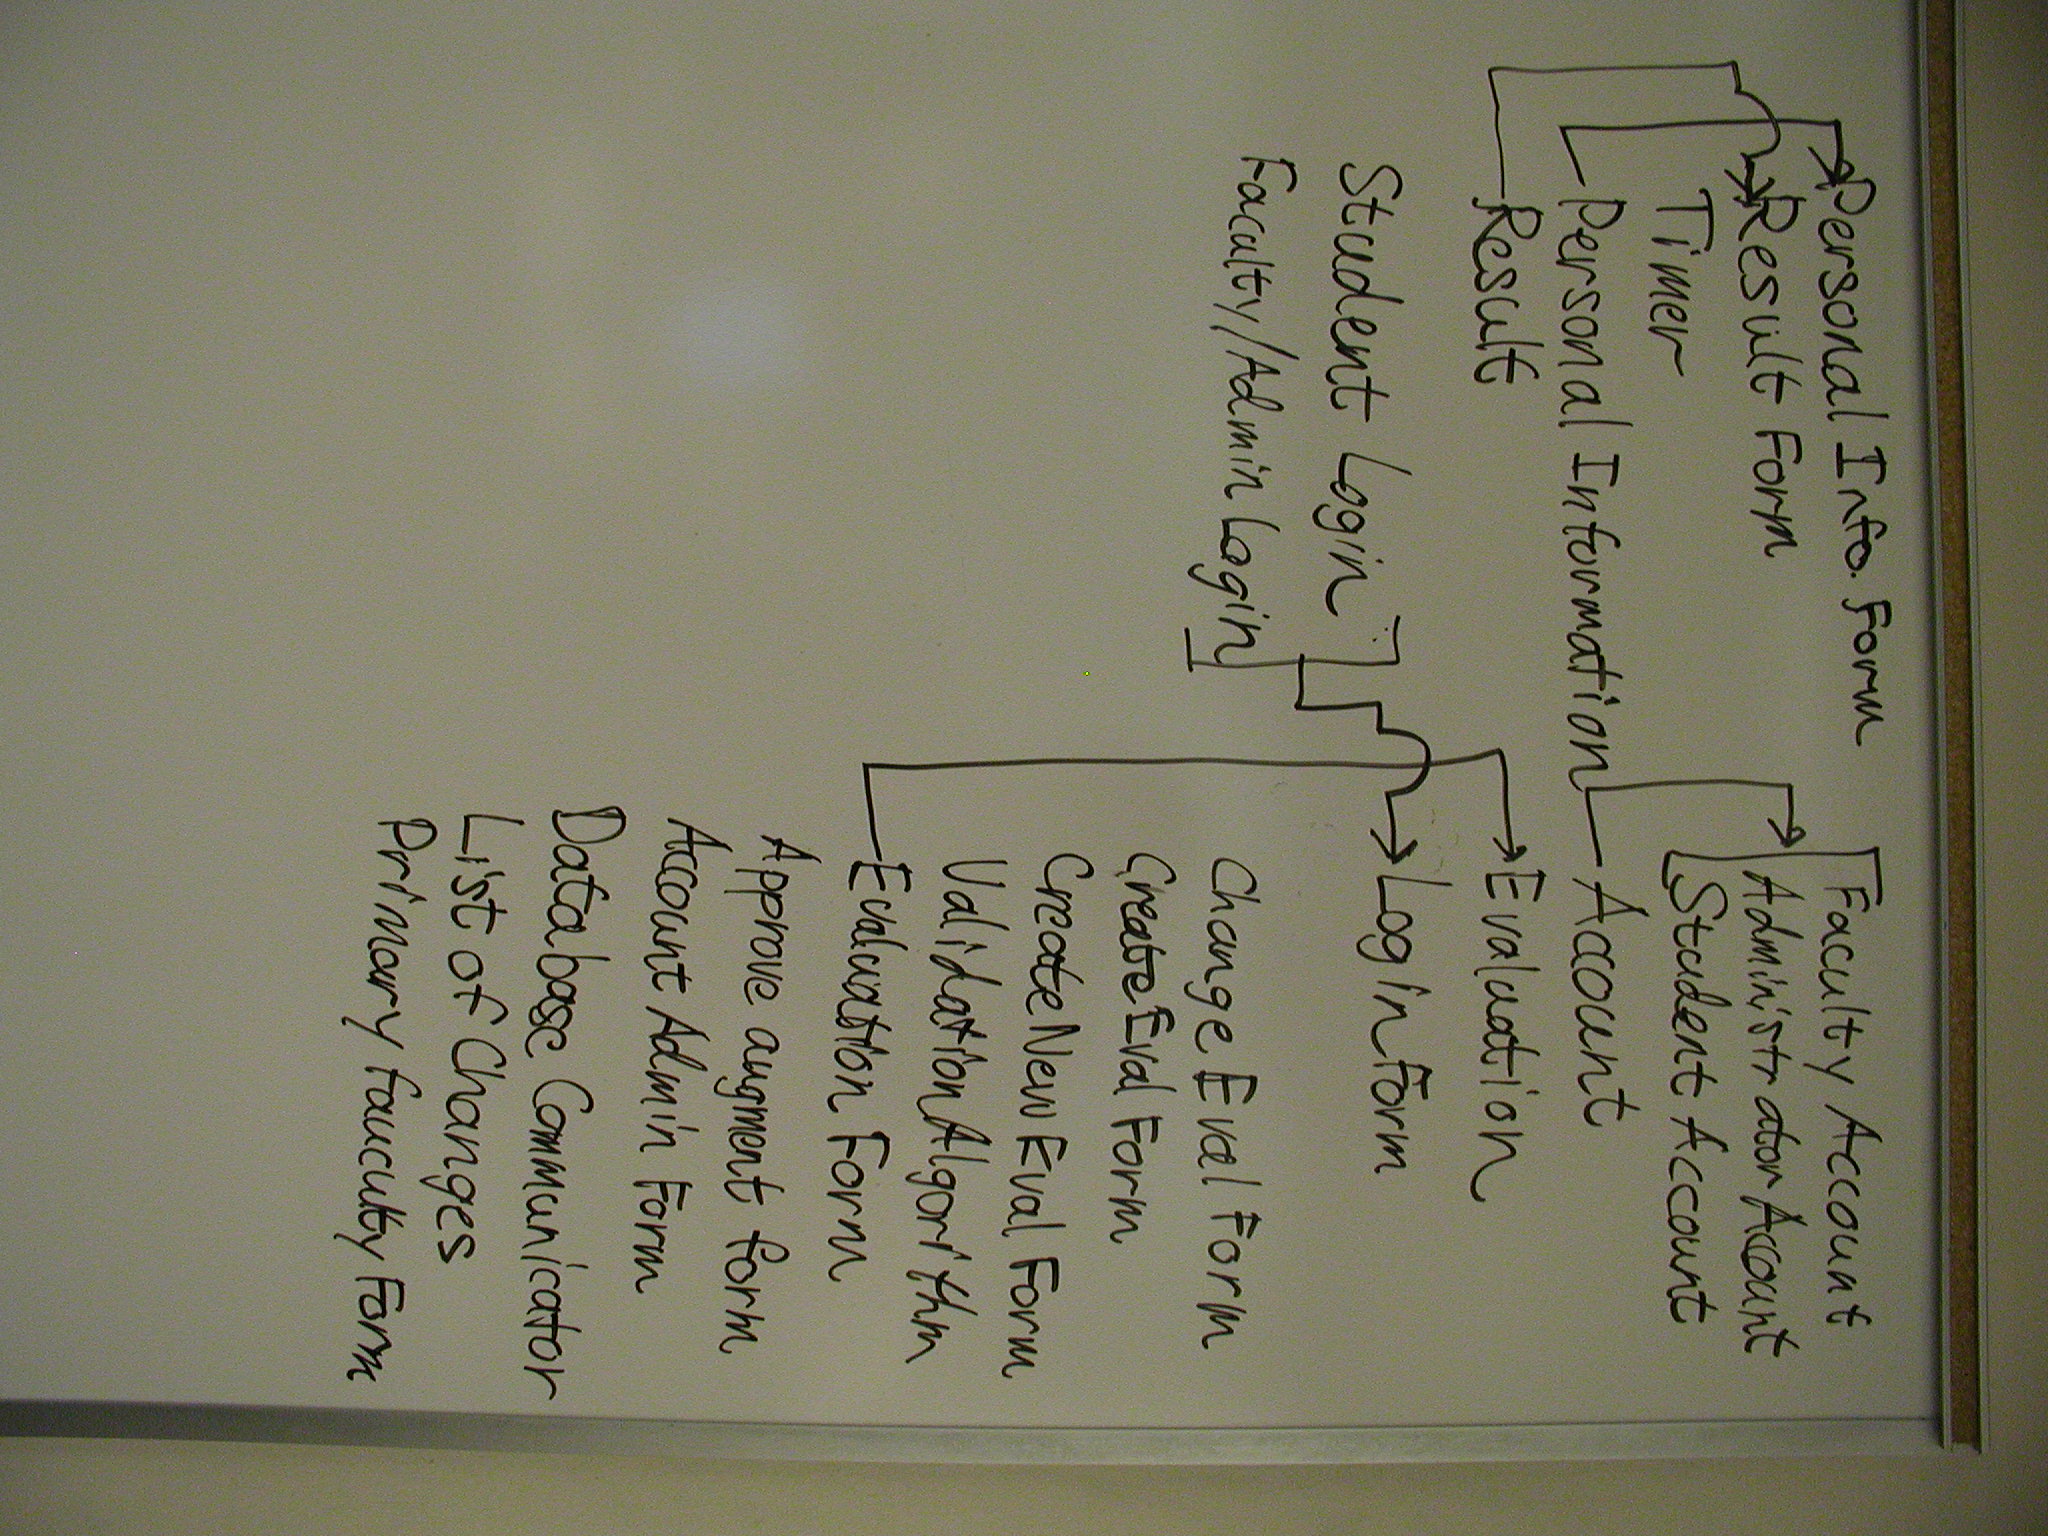 Personal Info. Form
Result Form
Timer
Personal Information
Result
Student Login
Faculty/Admin Login
Faculty Account
Administrator Account
Student Account
Account
Evaluation
Login Form
Change Eval Form
Create Eval Form
Create New Eval Form
Validation Algorithm
Evaluation Form
Approve augment form
Account Admin Form
Database Communicator
List of Changes
Primary faucuty Form